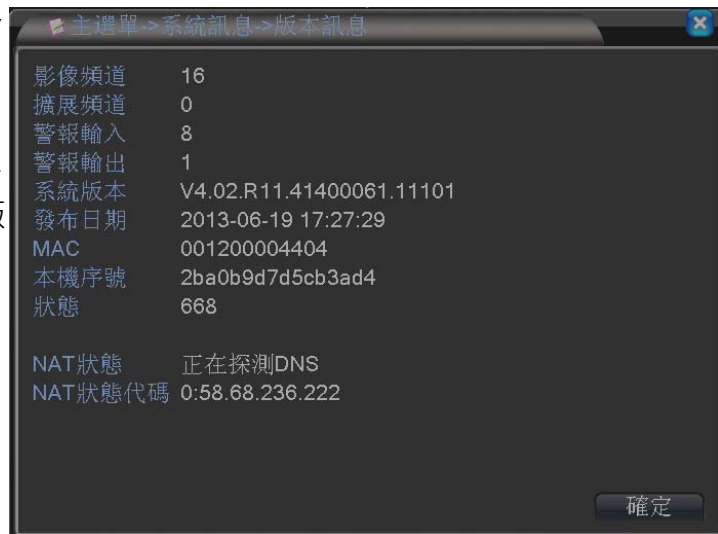 主選單->系統訊息->版本訊息
影像頻道 16
擴展頻道 0
警報輸入 8
警報輸出 1
系統版本 V4.02.R11.41400061.11101
發布日期 2013-06-19 17:27:29
MAC 001200004404
本機序號 2ba0b9d7d5cb3ad4
狀態 668
NAT狀態 正在探測DNS
NAT狀態代碼 0:58.68.236.222
確定